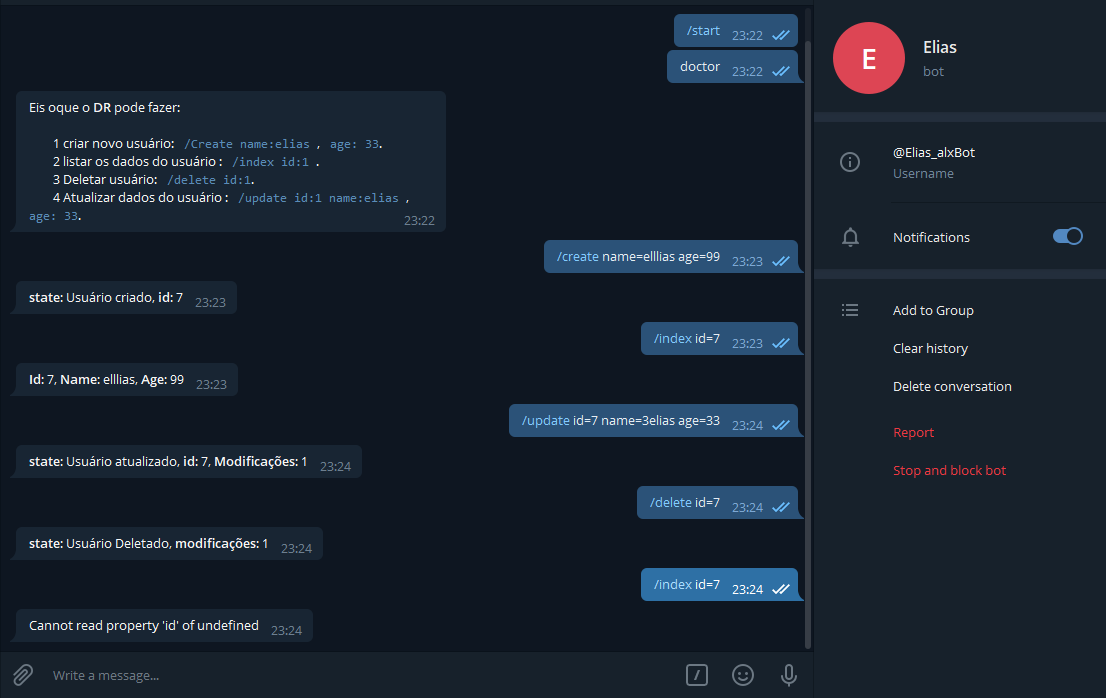 /start 23:22
doctor 23:22
Eis oque o DR pode fazer:
1 criar novo usuário: /Create name:elias , age: 33.
2 listar os dados do usuário : /index id:1 .
3 Deletar usuário: /delete id:1.
4 Atualizar dados do usuário : /update id:1 name:elias ,
age: 33.
23:22
/create name=elllias age=99 23:23
state: Usuário criado, id: 7 23:23
/index id=7 23:23
Id: 7, Name: elllias, Age: 99 23:23
/update id=7 name=3elias age=33 23:24
state: Usuário atualizado, id: 7, Modificações: 1 23:24
/delete id=7 23:24
state: Usuário Deletado, modificações: 1 23:24
/index id=7 23:24
Cannot read property 'id' of undefined 23:24
Write a message...
E
Elias
bot
@Elias_alxBot
Username
Notifications
Add to Group
Clear history
Delete conversation
Report
Stop and block bot